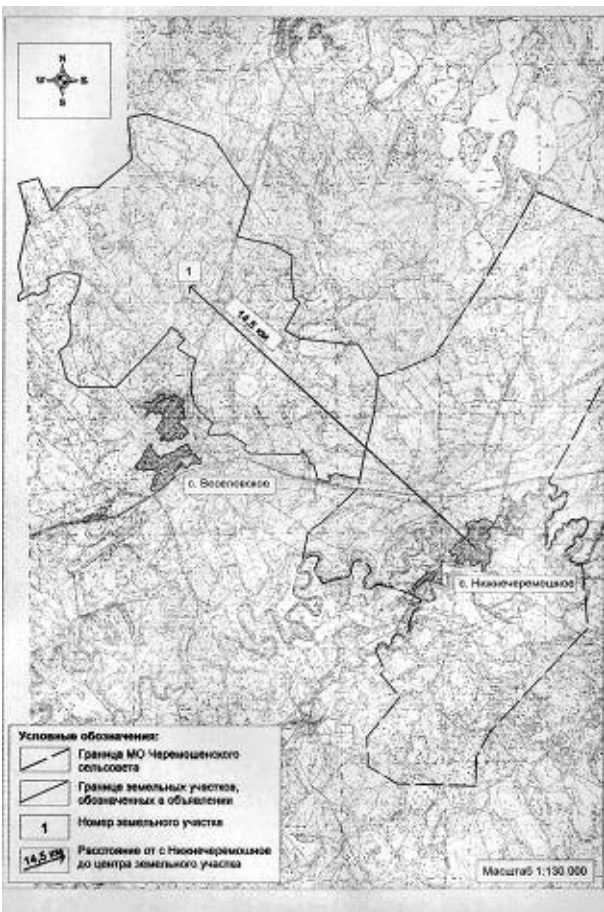 N
W E
S
1
14,5 км
с. Веселовское
с. Нижнечеремошное
Условные обозначения:
Граница МО Черемошенского
сельсовета
Граница земельных участков,
обозначенных в объявлении
1
Номер земельного участка
14,5 км
Расстояние от с Нижнечеремошное
до центра земельного участка
Масштаб 1:130 000